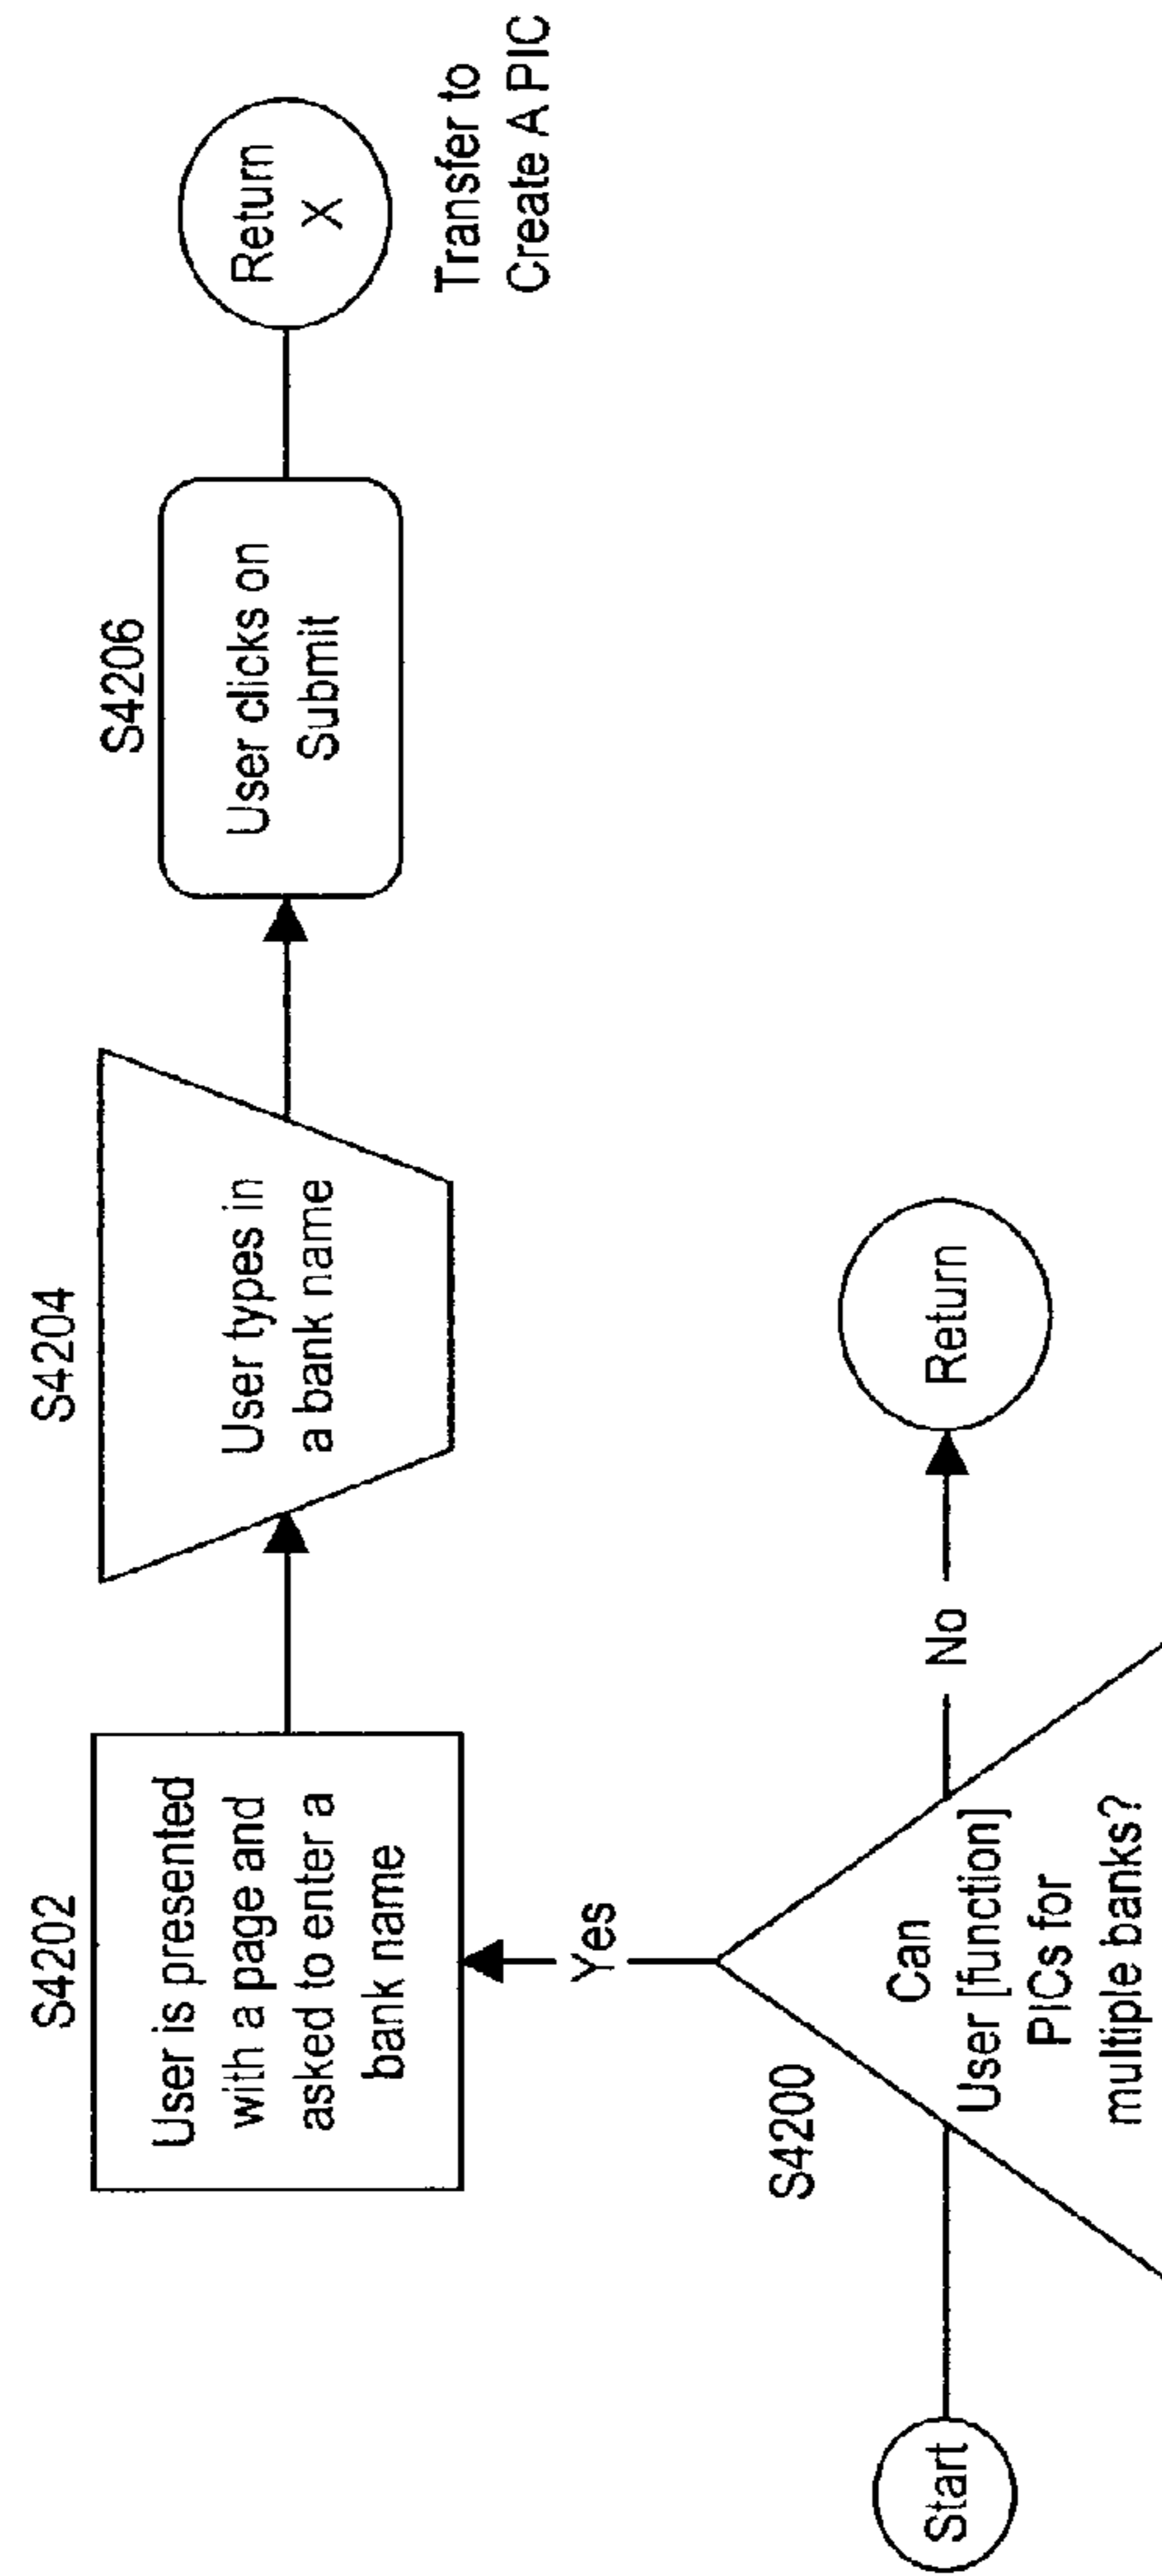 S4202
User is presented
with a page and
asked to enter a
bank name
S4204
User types in
a bank name
S4206
User clicks on
Submit
Return
X
Transfer to
Create A PIC
Yes
Start
S4200
Can
User [function]
PICs for
multiple banks?
No
Return